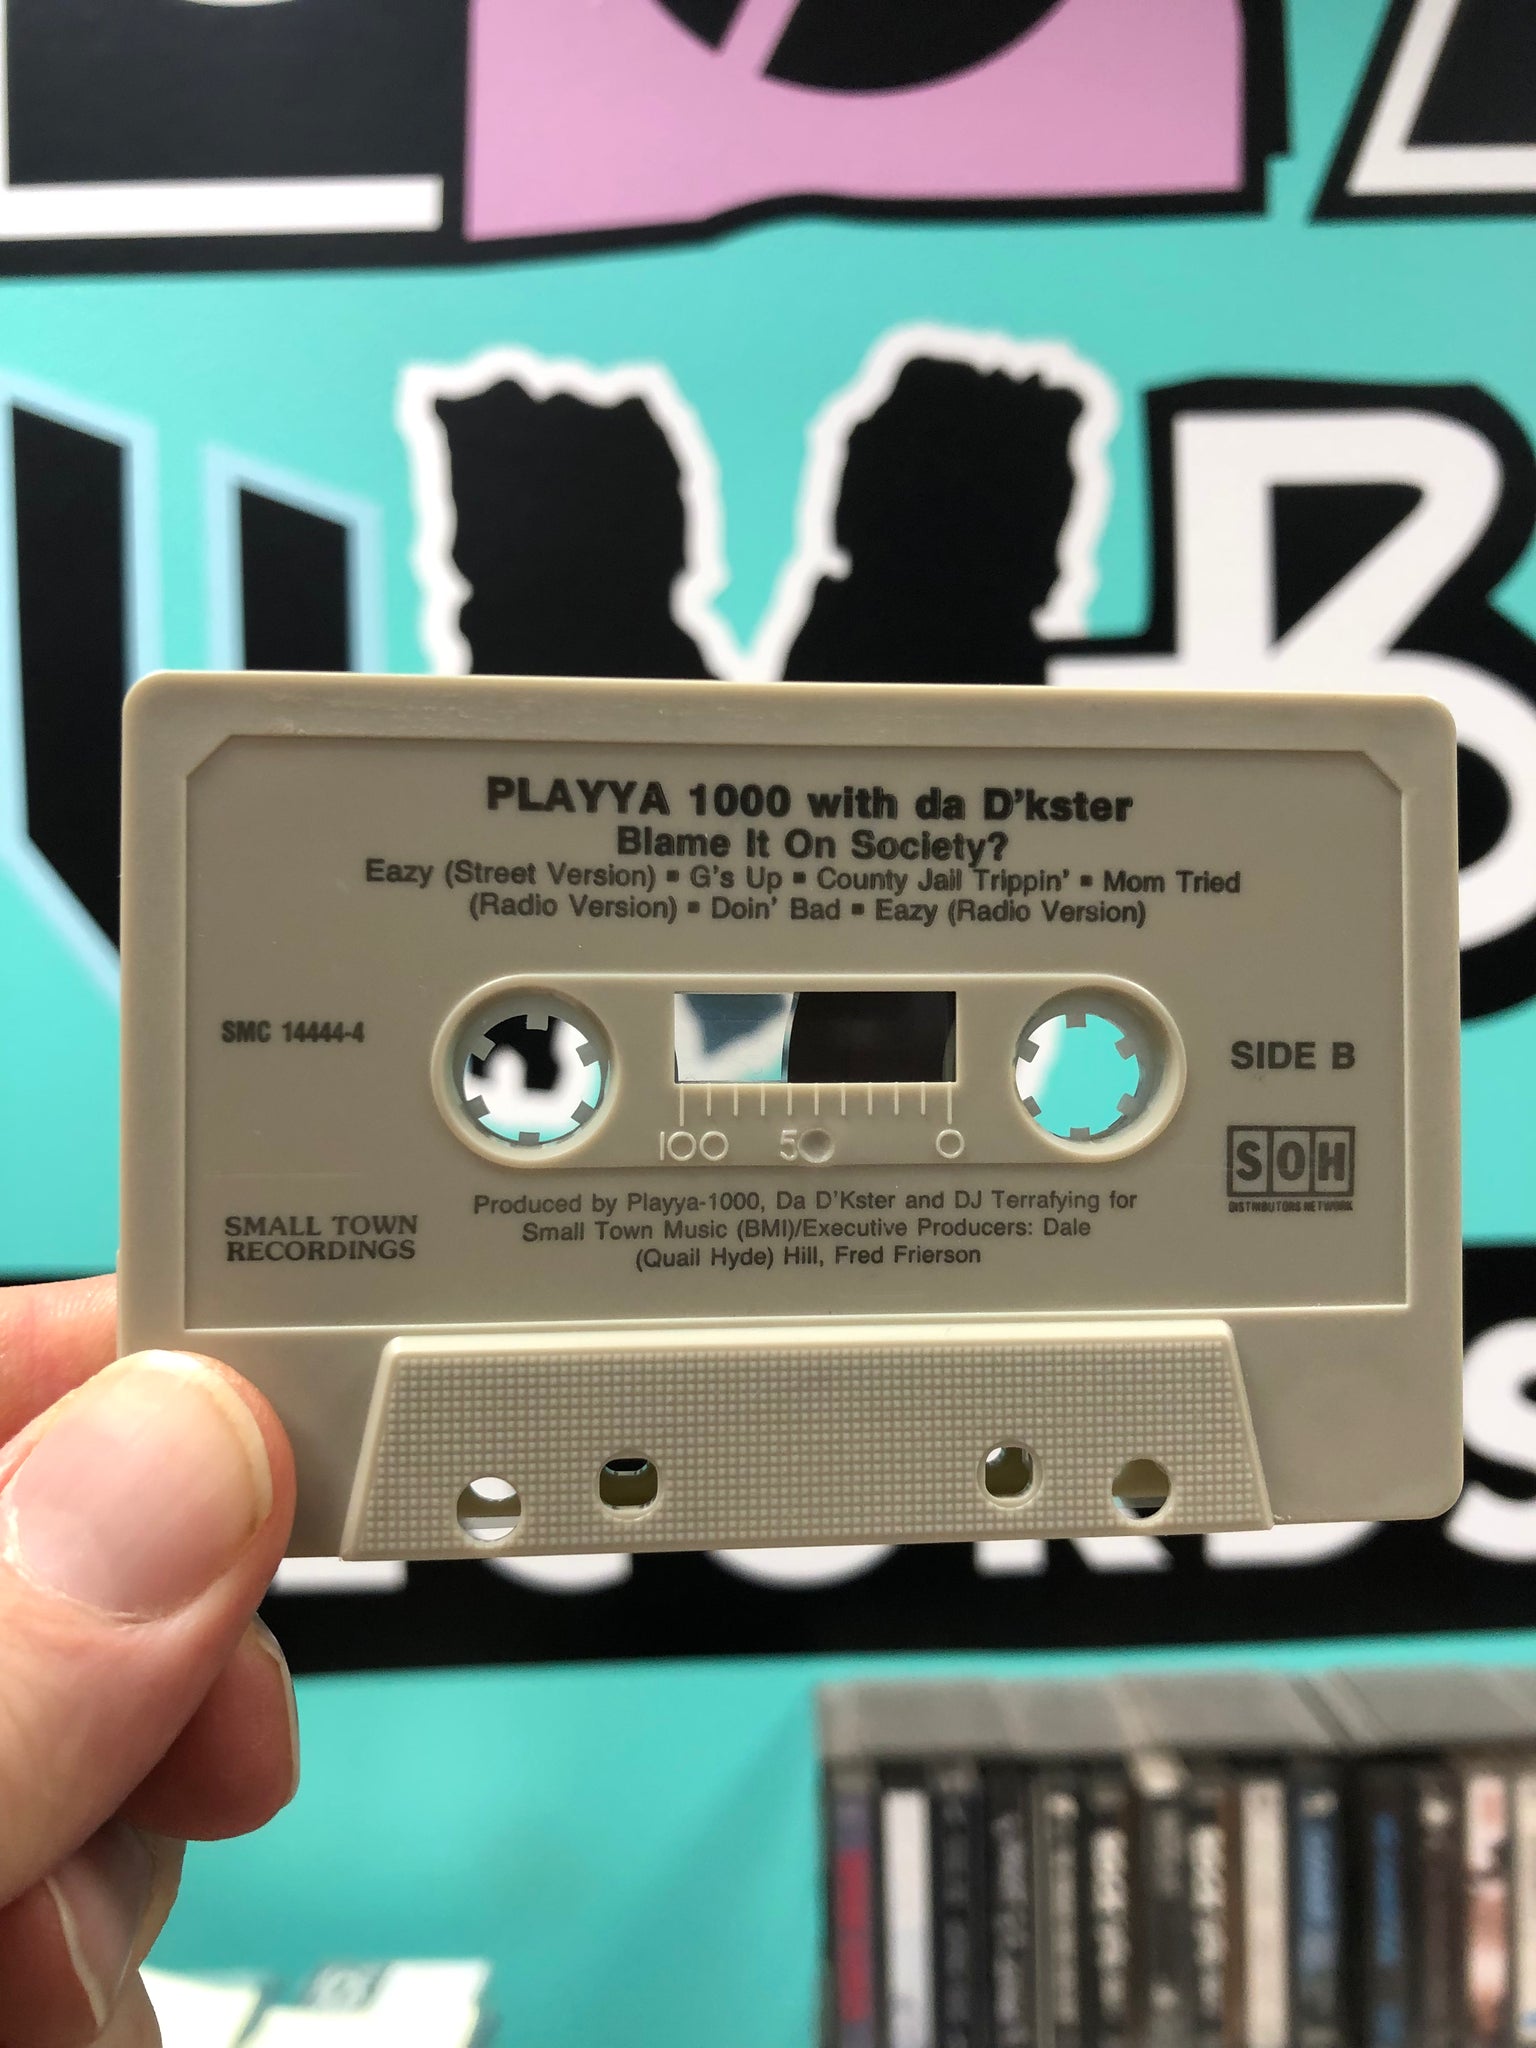 PLAYYA 1000 with da D'kster
Blame It On Society?
Eazy (Street Version) ▪ G's Up ▪ County Jail Trippin' ▪ Mom Tried
(Radio Version) ▪ Doin' Bad ▪ Eazy (Radio Version)
SMC 14444-4
SIDE B
100 50 0
SOH
DISTRIBUTORS NETWORK
SMALL TOWN
RECORDINGS
Produced by Playya-1000, Da D'Kster and DJ Terrafying for
Small Town Music (BMI)/Executive Producers: Dale
(Quail Hyde) Hill, Fred Frierson